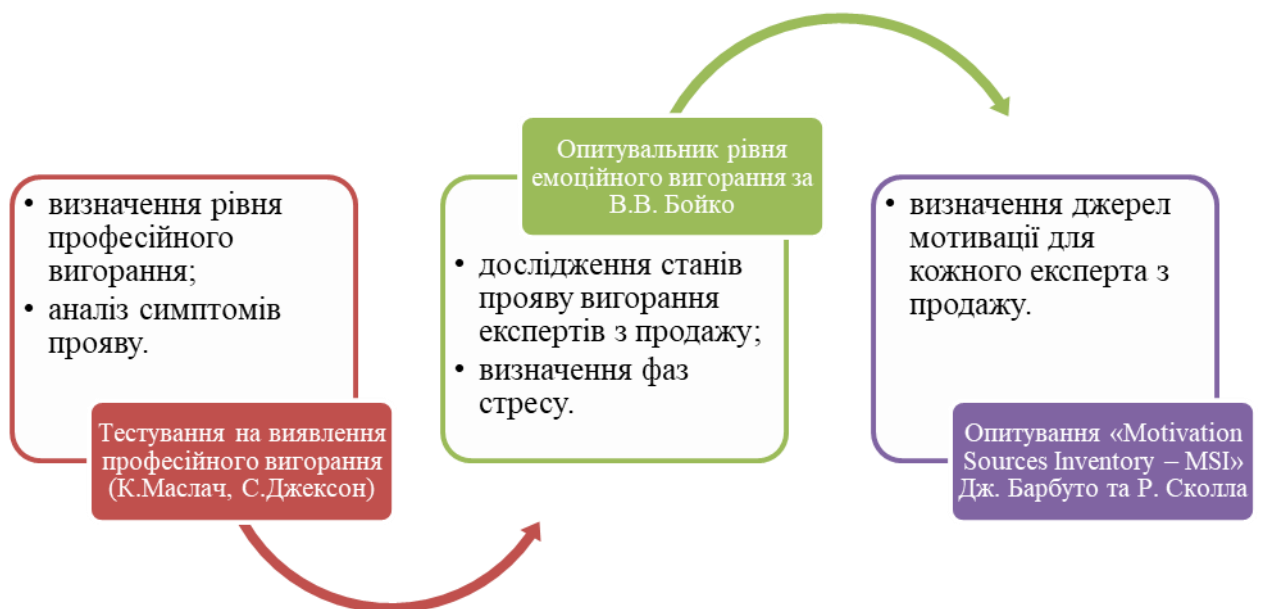 • визначення рівня
професійного
вигорання;
• аналіз симптомів
прояву.
Тестування на виявлення
професійного вигорання
(К.Маслач, С.Джексон)
Опитувальник рівня
емоційного вигорання за
В.В. Бойко
• дослідження станів
прояву вигорання
експертів з продажу;
• визначення фаз
стресу.
• визначення джерел
мотивації для
кожного експерта з
продажу.
Опитування «Motivation
Sources Inventory – MSI»
Дж. Барбуто та Р. Сколла